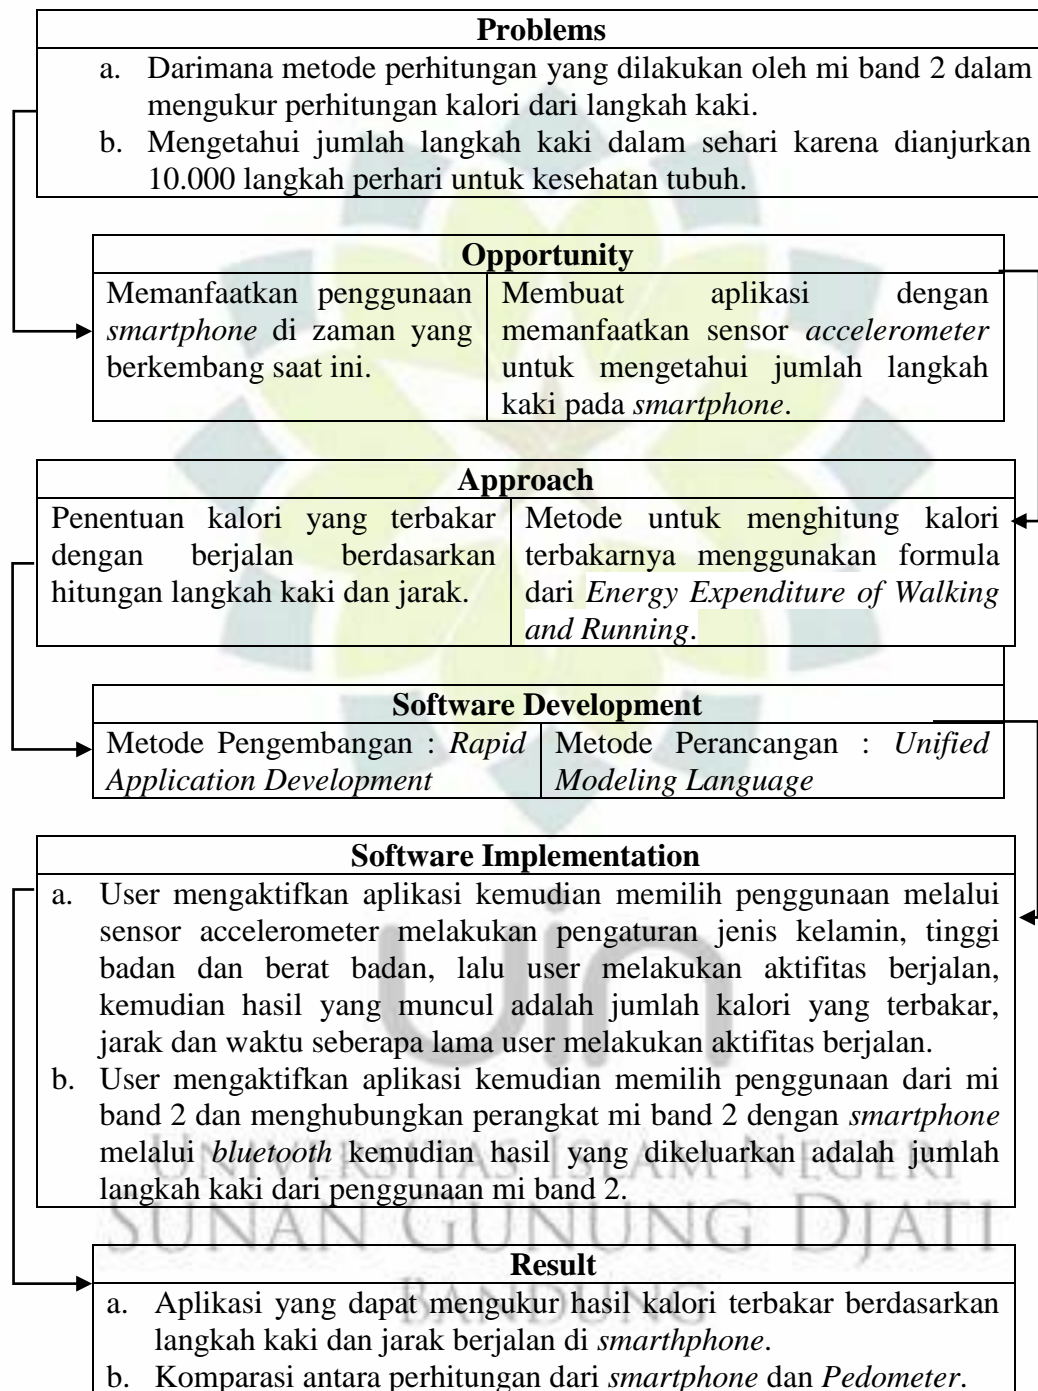 Problems
a. Darimana metode perhitungan yang dilakukan oleh mi band 2 dalam
mengukur perhitungan kalori dari langkah kaki.
b. Mengetahui jumlah langkah kaki dalam sehari karena dianjurkan
10.000 langkah perhari untuk kesehatan tubuh.
Opportunity
Memanfaatkan penggunaan
smartphone di zaman yang
berkembang saat ini.
Membuat aplikasi dengan
memanfaatkan sensor accelerometer
untuk mengetahui jumlah langkah
kaki pada smartphone.
Approach
Penentuan kalori yang terbakar
dengan berjalan berdasarkan
hitungan langkah kaki dan jarak.
Metode untuk menghitung kalori
terbakarnya menggunakan formula
dari Energy Expenditure of Walking
and Running.
Software Development
Metode Pengembangan : Rapid
Application Development
Metode Perancangan : Unified
Modeling Language
Software Implementation
a. User mengaktifkan aplikasi kemudian memilih penggunaan melalui
sensor accelerometer melakukan pengaturan jenis kelamin, tinggi
badan dan berat badan, lalu user melakukan aktifitas berjalan,
kemudian hasil yang muncul adalah jumlah kalori yang terbakar,
jarak dan waktu seberapa lama user melakukan aktifitas berjalan.
b. User mengaktifkan aplikasi kemudian memilih penggunaan dari mi
band 2 dan menghubungkan perangkat mi band 2 dengan smartphone
melalui bluetooth kemudian hasil yang dikeluarkan adalah jumlah
langkah kaki dari penggunaan mi band 2.
Result
a. Aplikasi yang dapat mengukur hasil kalori terbakar berdasarkan
langkah kaki dan jarak berjalan di smarthphone.
b. Komparasi antara perhitungan dari smartphone dan Pedometer.
uin
UNIVERSITAS ISLAM NEGERI
SUNAN GUNUNG DJATI
BANDUNG